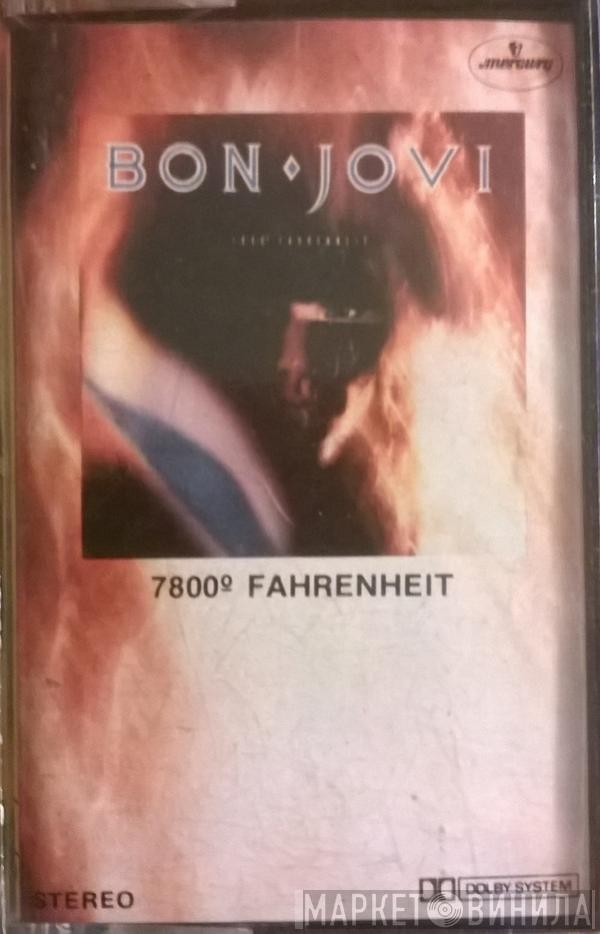 mercury
BON JOVI
7800º FAHRENHEIT
STEREO
DOLBY SYSTEM
МАРКЕТ ВИНИЛА